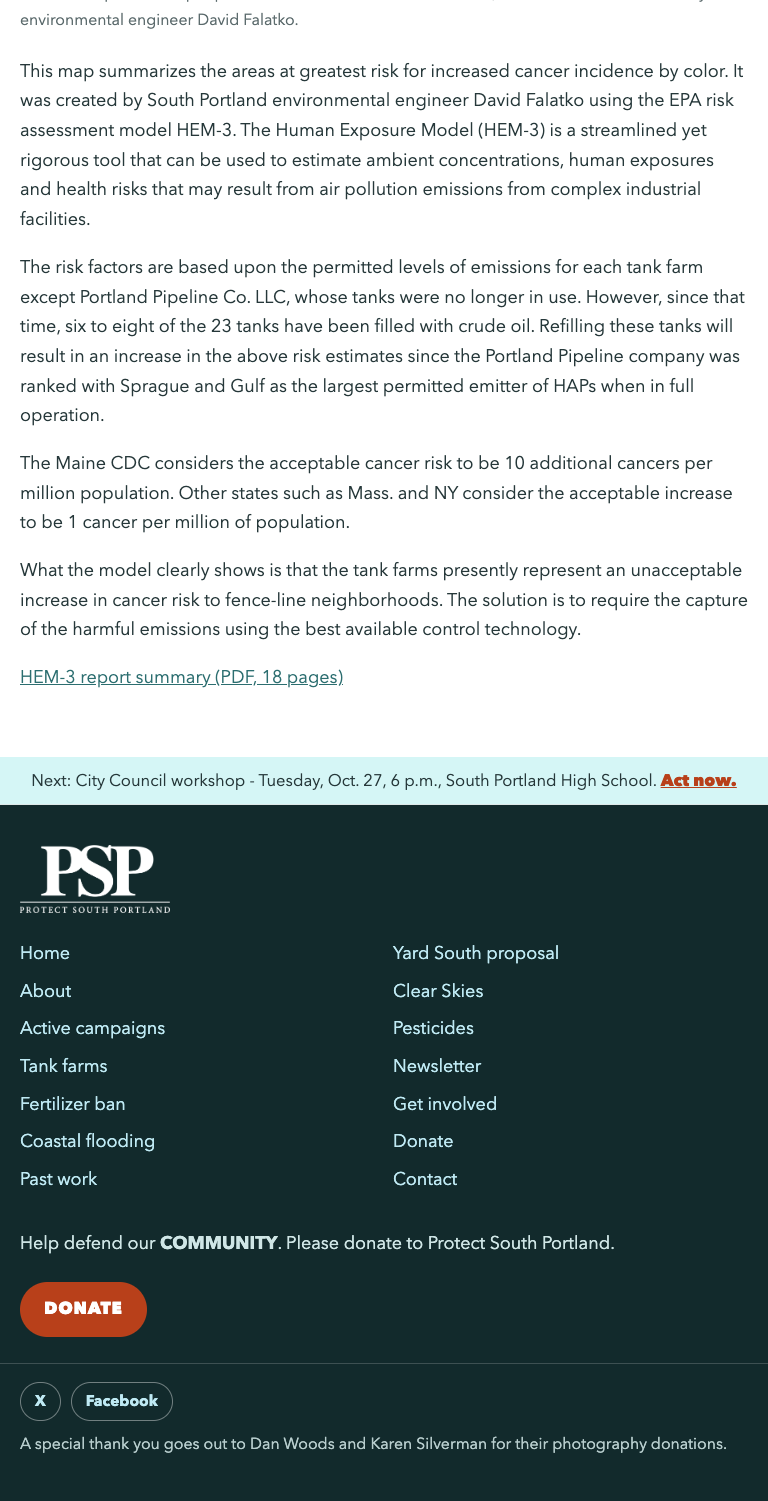 environmental engineer David Falatko.
This map summarizes the areas at greatest risk for increased cancer incidence by color. It
was created by South Portland environmental engineer David Falatko using the EPA risk
assessment model HEM-3. The Human Exposure Model (HEM-3) is a streamlined yet
rigorous tool that can be used to estimate ambient concentrations, human exposures
and health risks that may result from air pollution emissions from complex industrial
facilities.
The risk factors are based upon the permitted levels of emissions for each tank farm
except Portland Pipeline Co. LLC, whose tanks were no longer in use. However, since that
time, six to eight of the 23 tanks have been filled with crude oil. Refilling these tanks will
result in an increase in the above risk estimates since the Portland Pipeline company was
ranked with Sprague and Gulf as the largest permitted emitter of HAPs when in full
operation.
The Maine CDC considers the acceptable cancer risk to be 10 additional cancers per
million population. Other states such as Mass. and NY consider the acceptable increase
to be 1 cancer per million of population.
What the model clearly shows is that the tank farms presently represent an unacceptable
increase in cancer risk to fence-line neighborhoods. The solution is to require the capture
of the harmful emissions using the best available control technology.
HEM-3 report summary (PDF, 18 pages)
Next: City Council workshop - Tuesday, Oct. 27, 6 p.m., South Portland High School. Act now.
PSP
PROTECT SOUTH PORTLAND
Home
About
Active campaigns
Tank farms
Fertilizer ban
Coastal flooding
Past work
Yard South proposal
Clear Skies
Pesticides
Newsletter
Get involved
Donate
Contact
Help defend our COMMUNITY. Please donate to Protect South Portland.
DONATE
X
Facebook
A special thank you goes out to Dan Woods and Karen Silverman for their photography donations.